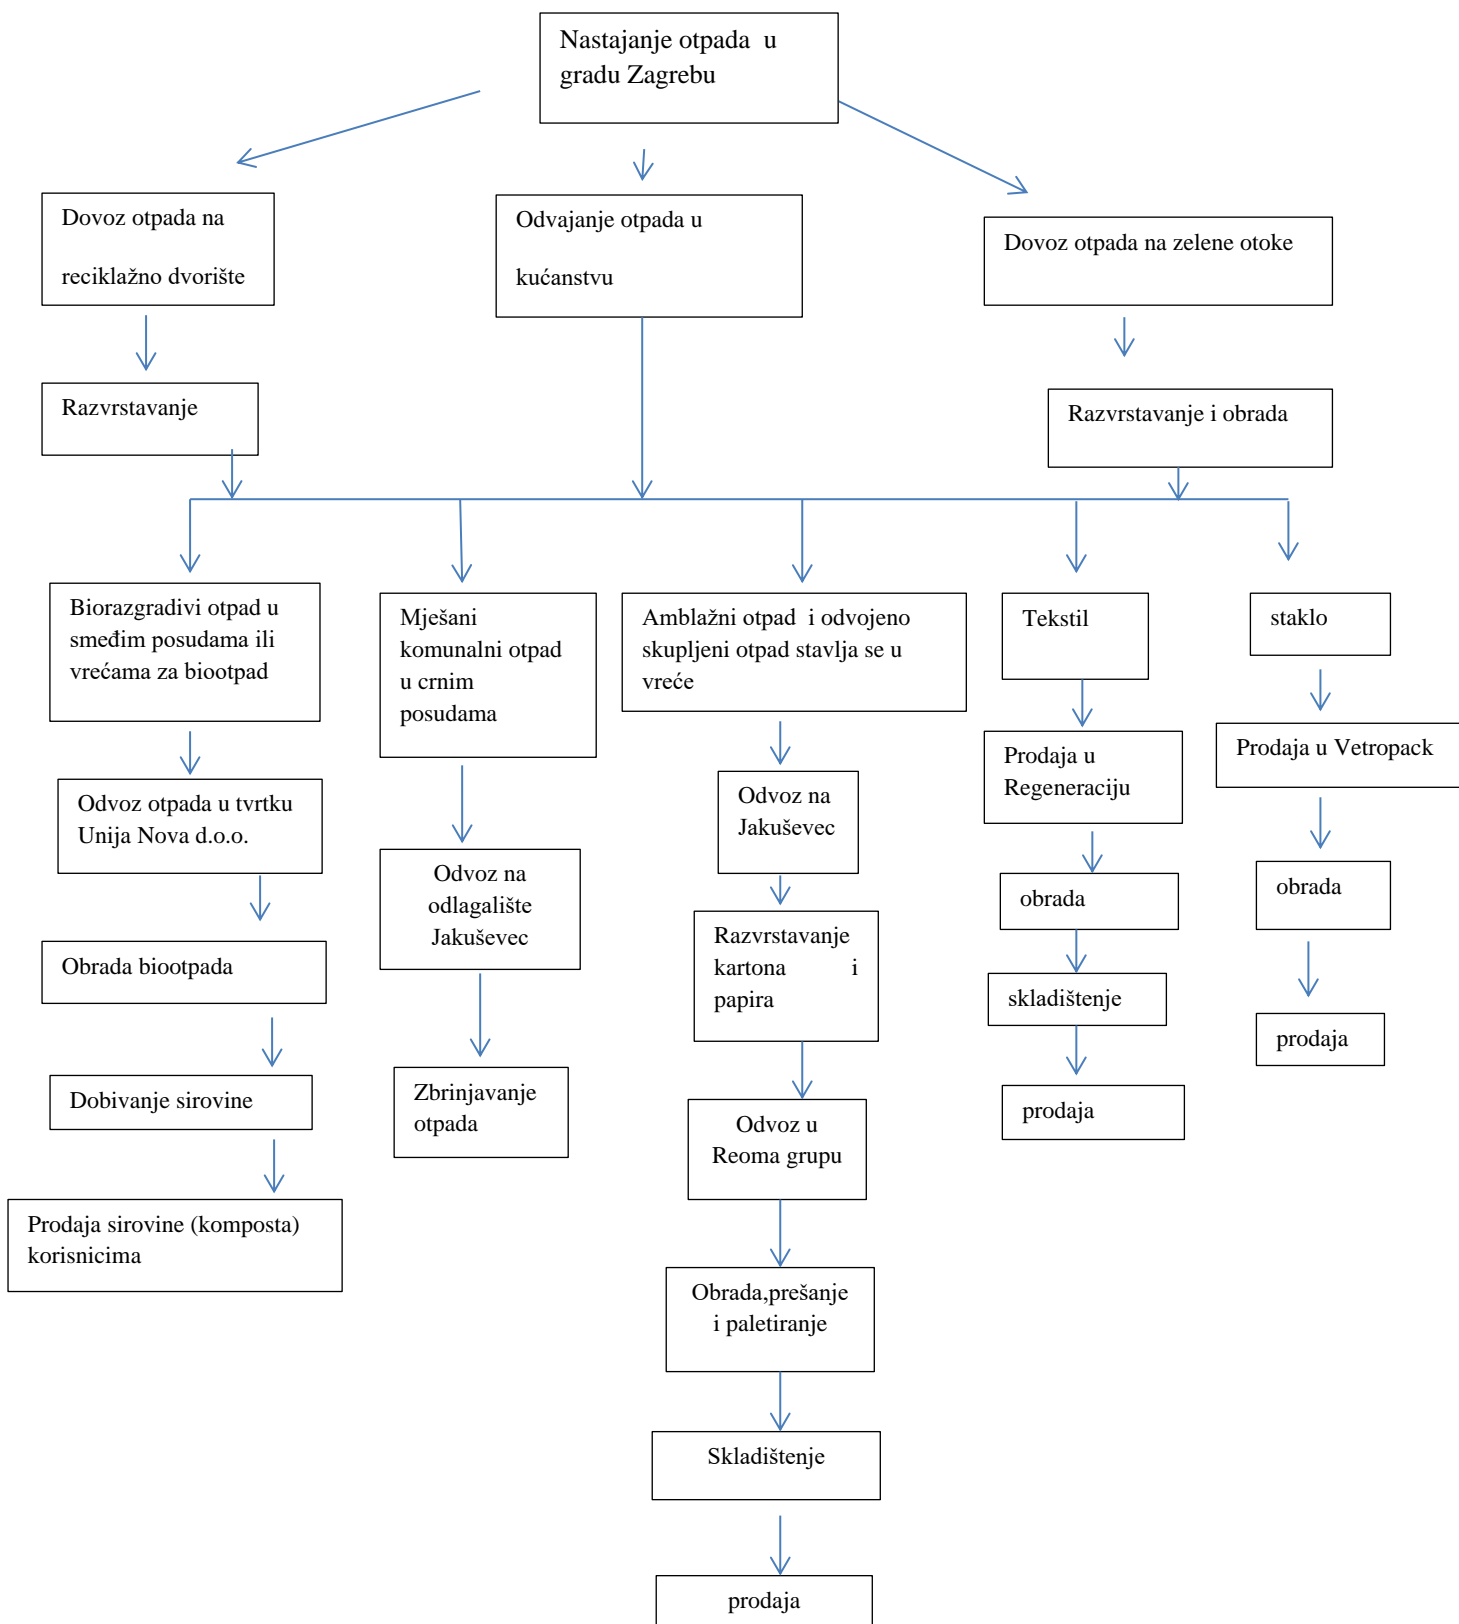 Nastajanje otpada u
gradu Zagrebu
Dovoz otpada na
reciklažno dvorište
Odvajanje otpada u
kućanstvu
Dovoz otpada na zelene otoke
Razvrstavanje
Razvrstavanje i obrada
Biorazgradivi otpad u
smeđim posudama ili
vrećama za biootpad
Mješani
komunalni otpad
u crnim
posudama
Amblažni otpad i odvojeno
skupljeni otpad stavlja se u
vreće
Tekstil
staklo
Odvoz otpada u tvrtku
Unija Nova d.o.o.
Odvoz na
odlagalište
Jakuševec
Odvoz na
Jakuševec
Prodaja u
Regeneraciju
Prodaja u Vetropack
Obrada biootpada
Zbrinjavanje
otpada
Razvrstavanje
kartona i
papira
obrada
obrada
Dobivanje sirovine
Odvoz u
Reoma grupu
skladištenje
prodaja
Prodaja sirovine (komposta)
korisnicima
Obrada,prešanje
i paletiranje
prodaja
Skladištenje
prodaja